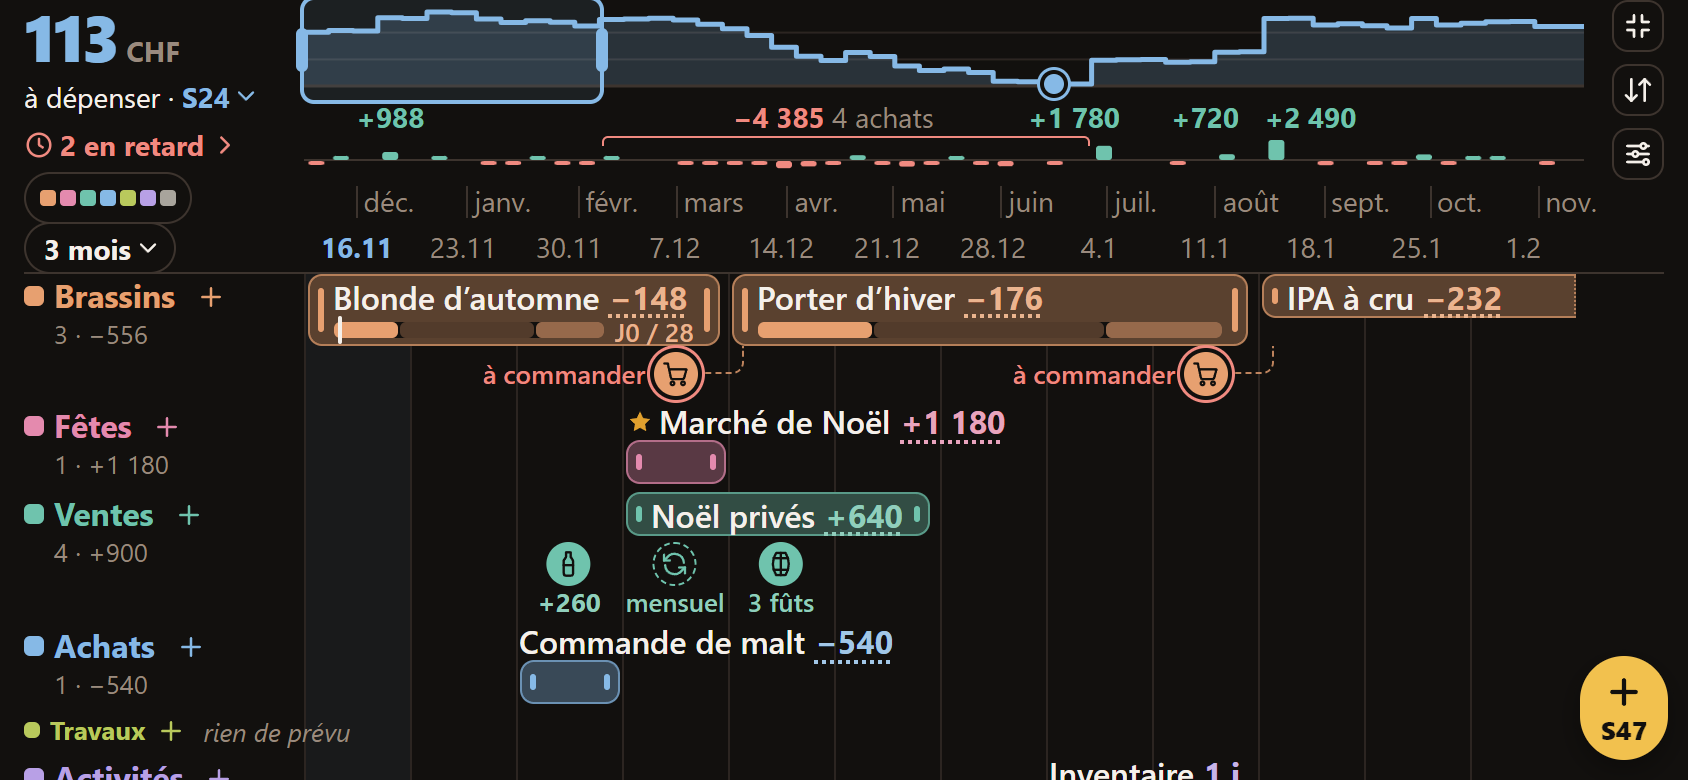 113 CHF
à dépenser · S24
2 en retard
3 mois
+988
−4 385 4 achats
+1 780
+720
+2 490
déc. janv. févr. mars avr. mai juin juil. août sept. oct. nov.
16.11 23.11 30.11 7.12 14.12 21.12 28.12 4.1 11.1 18.1 25.1 1.2
Brassins
3 · −556
Blonde d’automne −148
J0 / 28
Porter d’hiver −176
IPA à cru −232
à commander
à commander
Fêtes
1 · +1 180
Marché de Noël +1 180
Ventes
4 · +900
Noël privés +640
+260 mensuel 3 fûts
Achats
1 · −540
Commande de malt −540
Travaux rien de prévu
Activités
Inventaire 1 j
S47